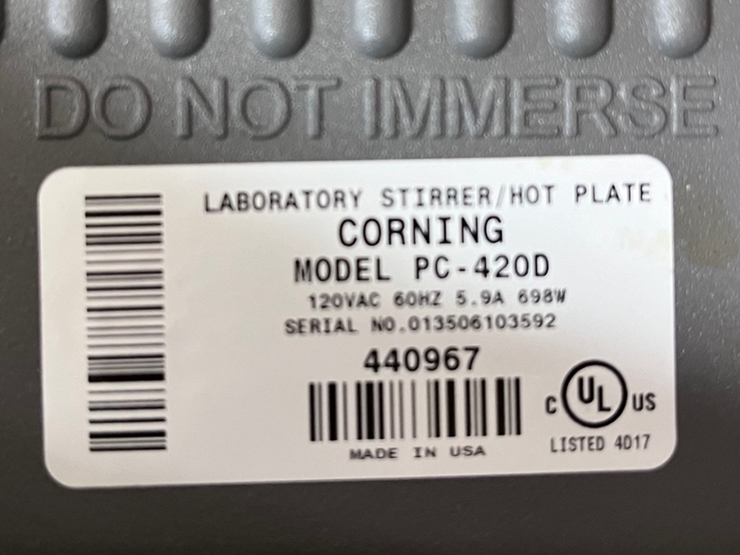 DO NOT IMMERSE
LABORATORY STIRRER/HOT PLATE
CORNING
MODEL PC-420D
120VAC 60HZ 5.9A 698W
SERIAL NO.013506103592
440967
C UL US
MADE IN USA
LISTED 4D17